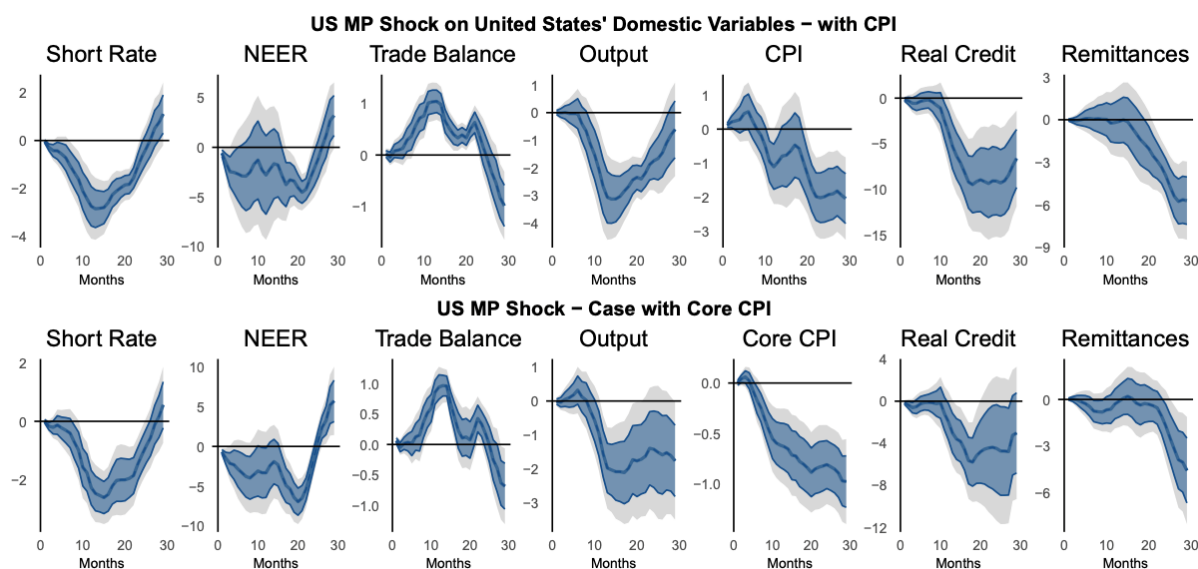 US MP Shock on United States' Domestic Variables − with CPI
Short Rate NEER Trade Balance Output CPI Real Credit Remittances
2 0 −2 −4
5 0 −5 −10
1 0 −1
1 0 −1 −2 −3 −4
1 0 −1 −2 −3
0 −5 −10 −15
3 0 −3 −6 −9
0 10 20 30 0 10 20 30 0 10 20 30 0 10 20 30 0 10 20 30 0 10 20 30 0 10 20 30
Months Months Months Months Months Months Months
US MP Shock − Case with Core CPI
Short Rate NEER Trade Balance Output Core CPI Real Credit Remittances
2 0 −2
10 5 0 −5 −10
1.0 0.5 0.0 −0.5 −1.0
1 0 −1 −2 −3
0.0 −0.5 −1.0
4 0 −4 −8 −12
0 −3 −6
0 10 20 30 0 10 20 30 0 10 20 30 0 10 20 30 0 10 20 30 0 10 20 30 0 10 20 30
Months Months Months Months Months Months Months